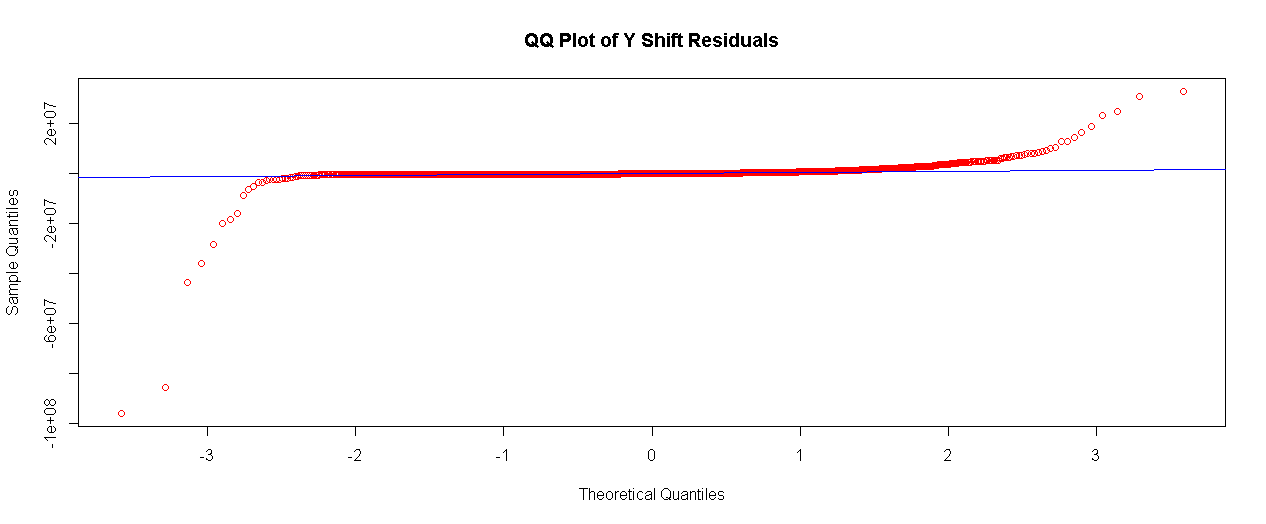 QQ Plot of Y Shift Residuals
2e+07
-2e+07
-6e+07
-1e+08
Sample Quantiles
-3 -2 -1 0 1 2 3
Theoretical Quantiles